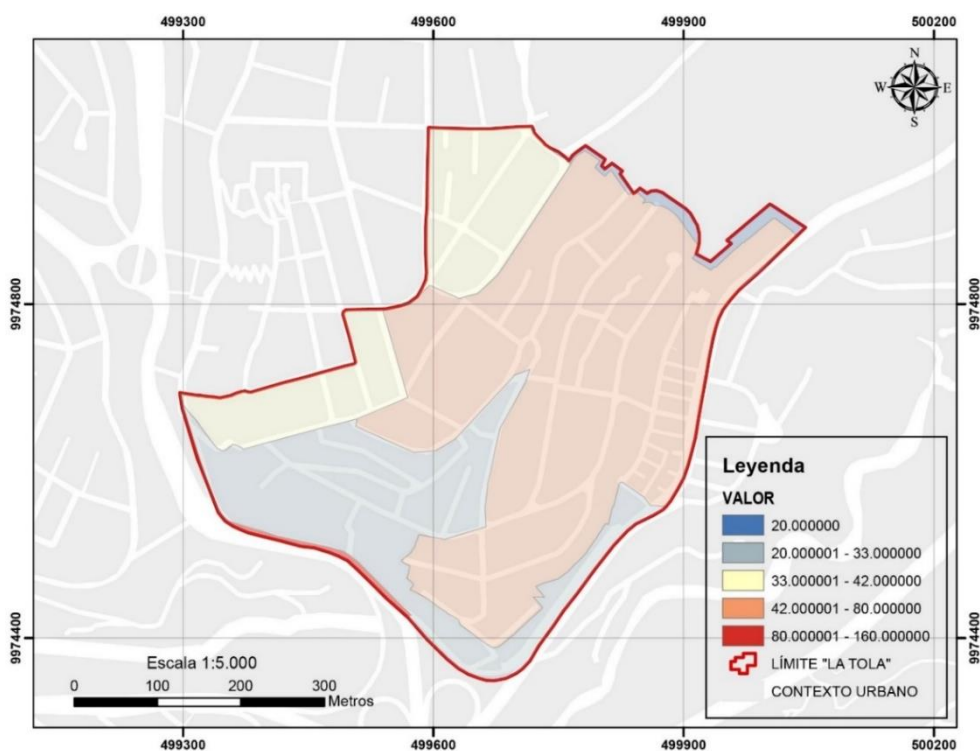 499300 499600 499900 500200
N
W E
S
9974800 9974800
Leyenda
VALOR
20.000000
20.000001 - 33.000000
33.000001 - 42.000000
42.000001 - 80.000000
80.000001 - 160.000000
LÍMITE "LA TOLA"
CONTEXTO URBANO
9974400 9974400
Escala 1:5.000
0 100 200 300
Metros
499300 499600 499900 500200